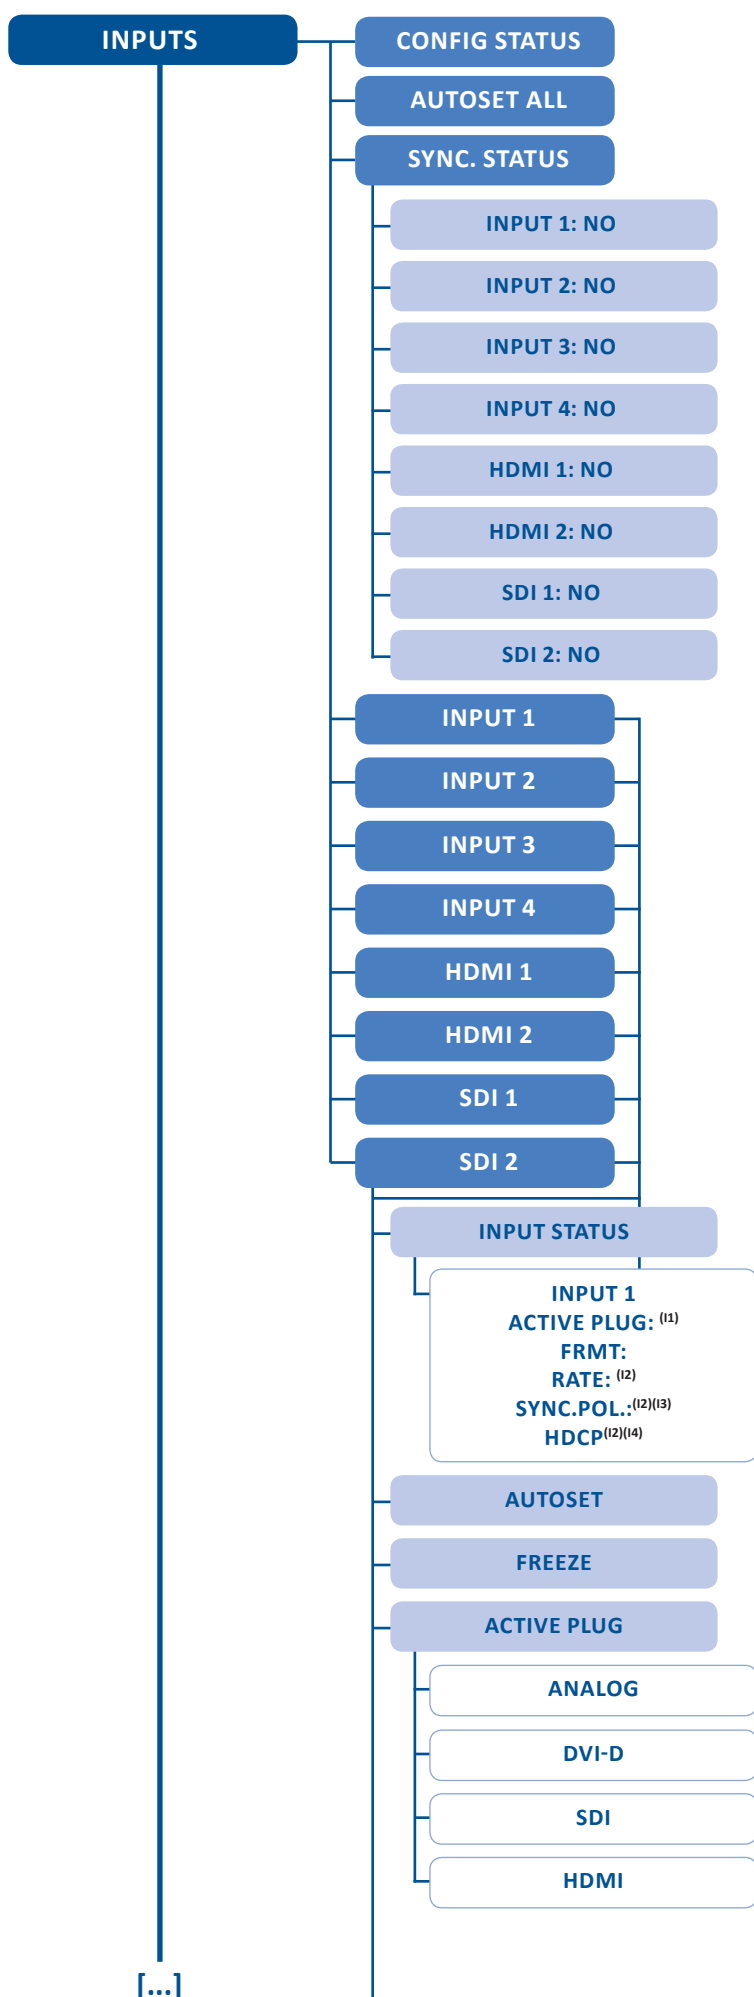 INPUTS
CONFIG STATUS
AUTOSET ALL
SYNC. STATUS
INPUT 1: NO
INPUT 2: NO
INPUT 3: NO
INPUT 4: NO
HDMI 1: NO
HDMI 2: NO
SDI 1: NO
SDI 2: NO
INPUT 1
INPUT 2
INPUT 3
INPUT 4
HDMI 1
HDMI 2
SDI 1
SDI 2
INPUT STATUS
INPUT 1
ACTIVE PLUG: (I1)
FRMT:
RATE: (I2)
SYNC.POL.:(I2)(I3)
HDCP(I2)(I4)
AUTOSET
FREEZE
ACTIVE PLUG
ANALOG
DVI-D
SDI
HDMI
[...]